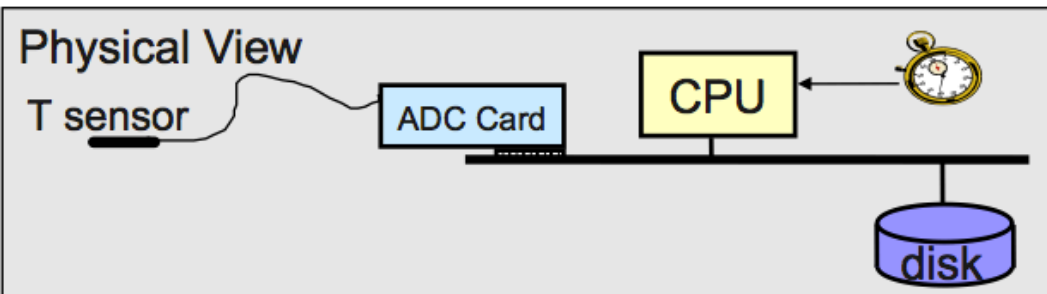 Physical View
T sensor
ADC Card
CPU
disk